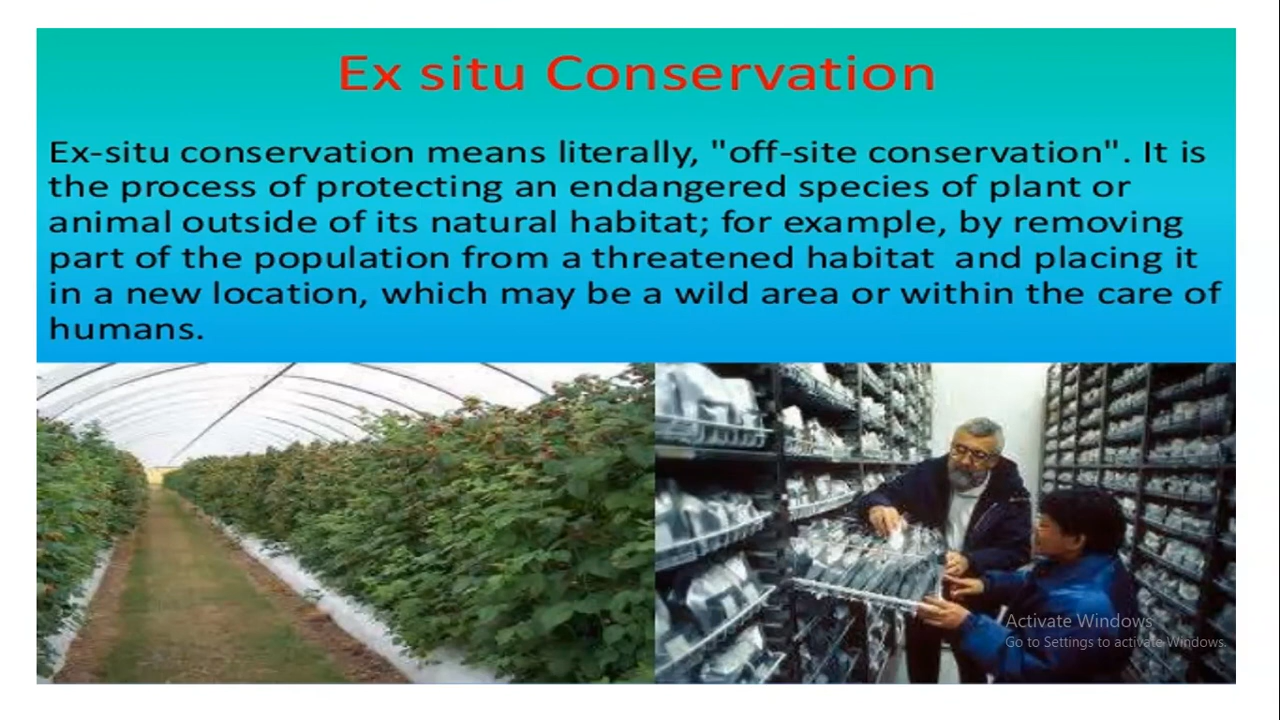 Ex situ Conservation
Ex-situ conservation means literally, "off-site conservation". It is
the process of protecting an endangered species of plant or
animal outside of its natural habitat; for example, by removing
part of the population from a threatened habitat  and placing it
in a new location, which may be a wild area or within the care of
humans.
Activate Windows
Go to Settings to activate Windows.